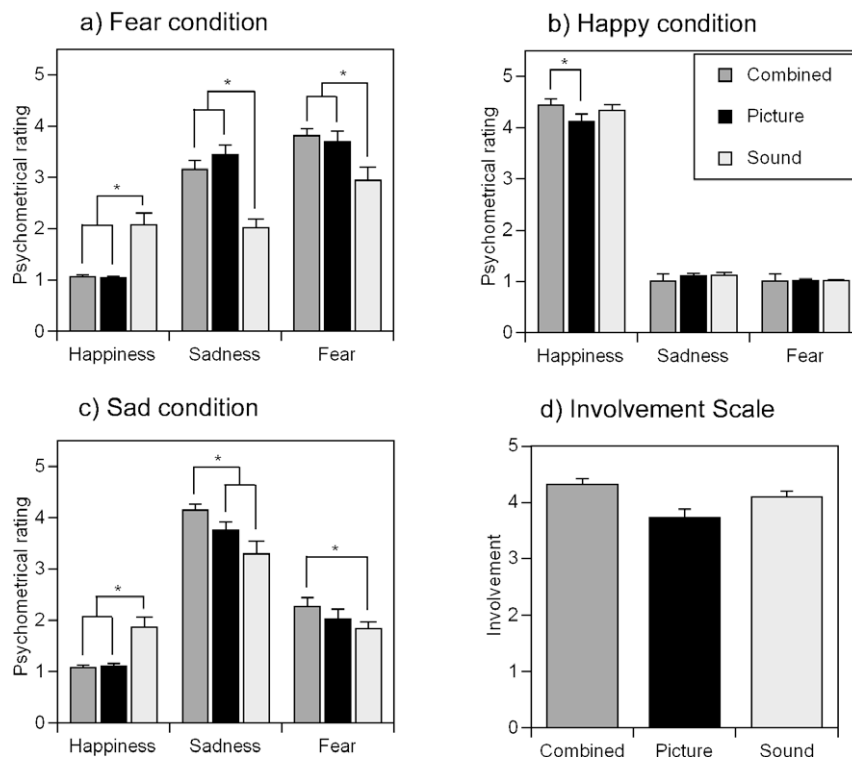 a) Fear condition
Psychometrical rating
5
4
3
2
1
0
*
*
*
Happiness Sadness Fear
b) Happy condition
Psychometrical rating
5
4
3
2
1
0
*
Combined
Picture
Sound
Happiness Sadness Fear
c) Sad condition
Psychometrical rating
5
4
3
2
1
0
*
*
*
Happiness Sadness Fear
d) Involvement Scale
Involvement
5
4
3
2
1
0
Combined Picture Sound